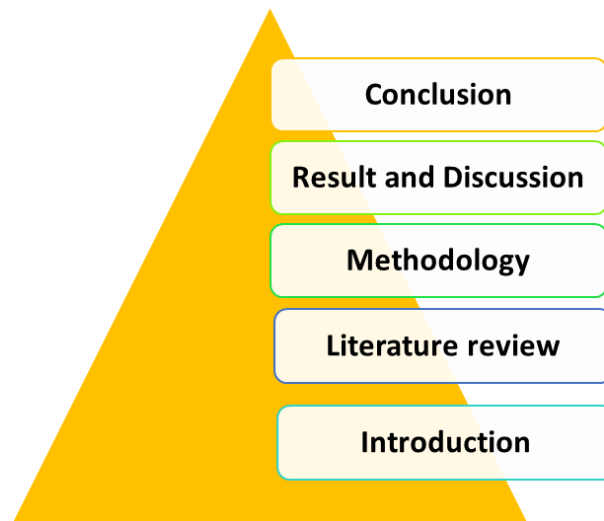 Conclusion
Result and Discussion
Methodology
Literature review
Introduction